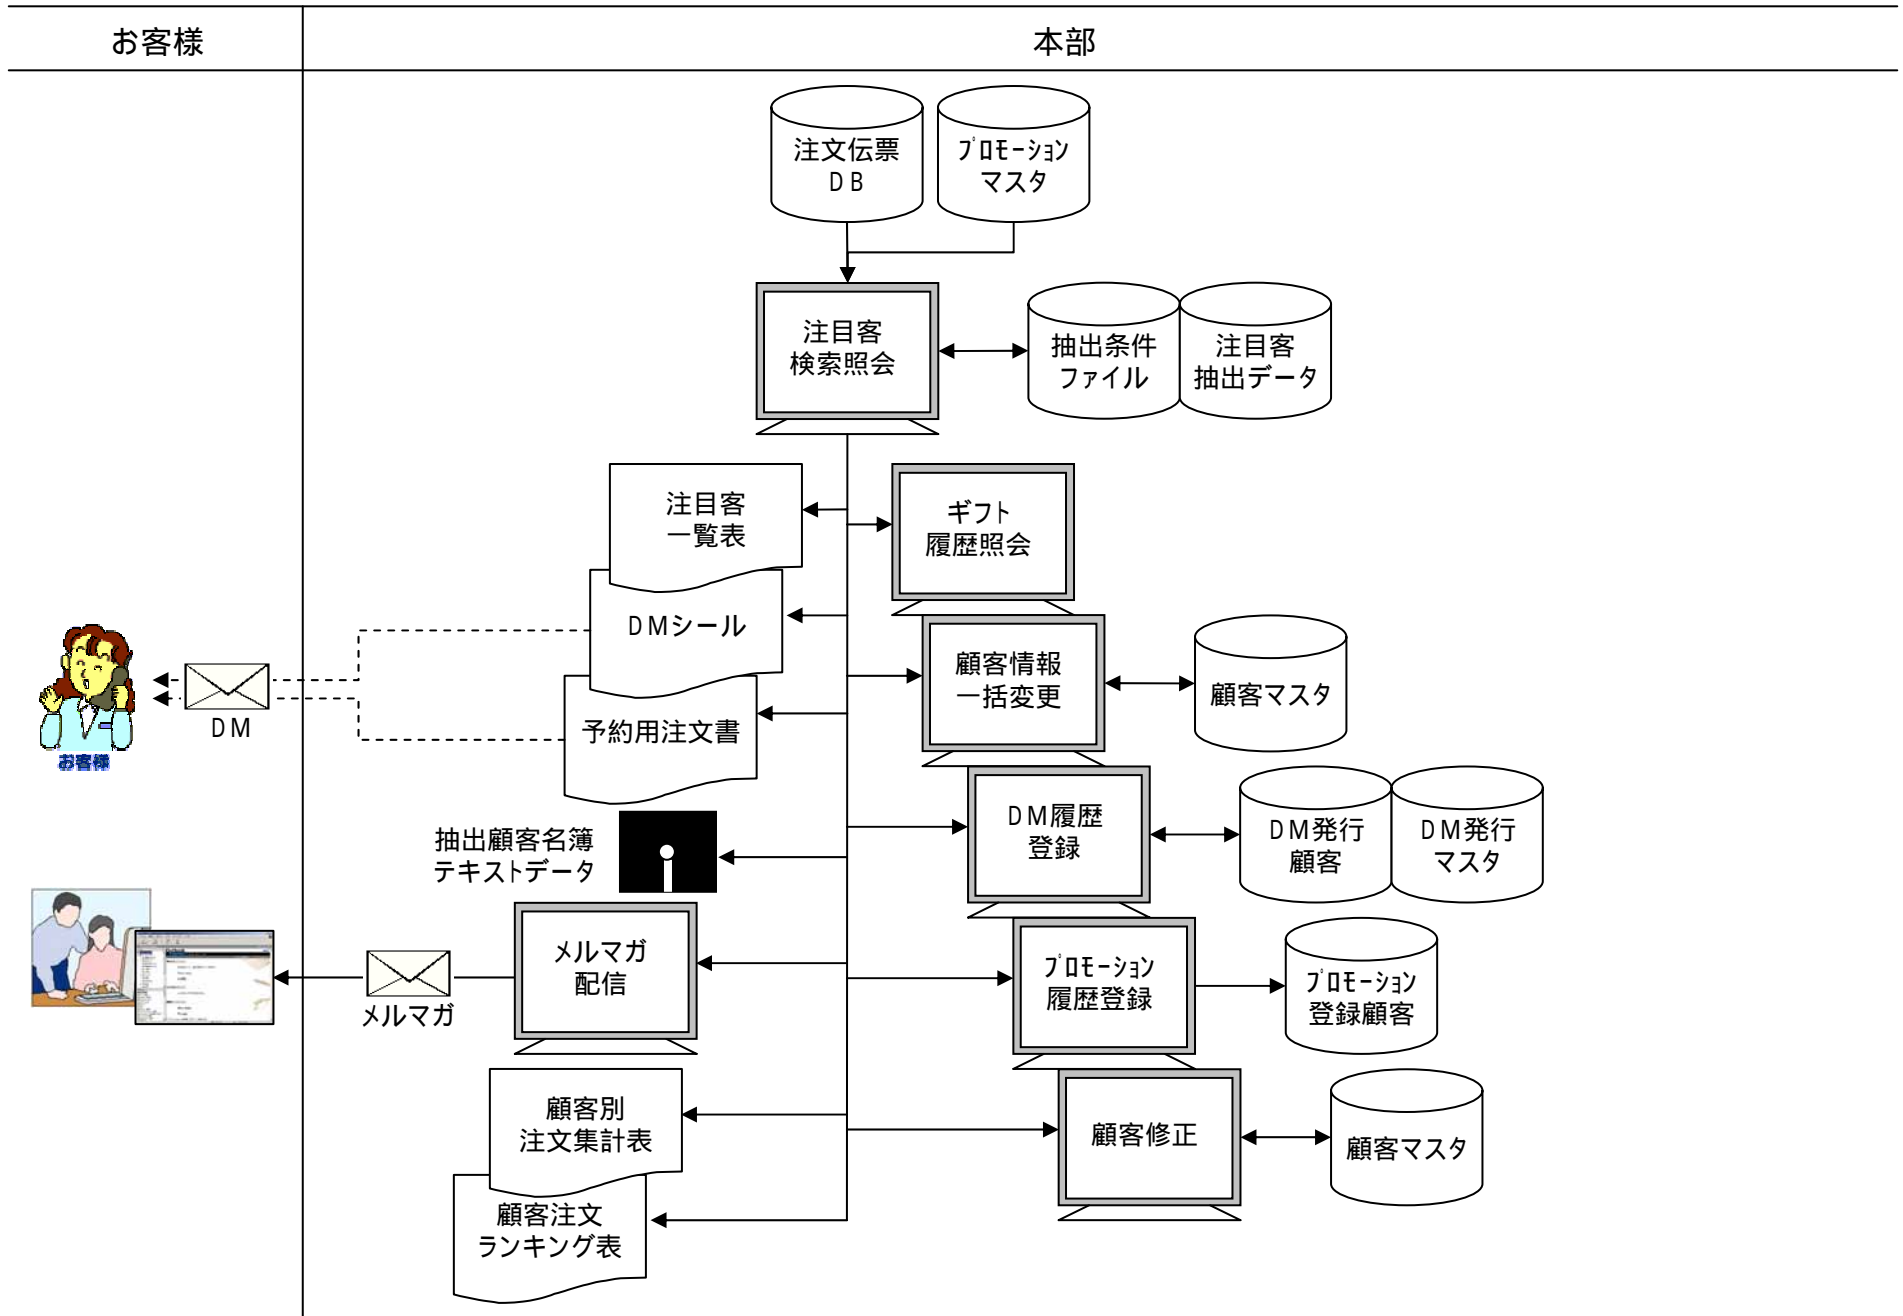 お客様
本部
注文伝票
DB
ﾌﾟﾛﾓｰｼｮﾝ
マスタ
注目客
検索照会
抽出条件
ファイル
注目客
抽出データ
注目客
一覧表
ギフト
履歴照会
DMシール
顧客情報
一括変更
顧客マスタ
DM
お客様
予約用注文書
DM履歴
登録
DM発行
顧客
DM発行
マスタ
抽出顧客名簿
テキストデータ
メルマガ
配信
メルマガ
ﾌﾟﾛﾓｰｼｮﾝ
履歴登録
ﾌﾟﾛﾓｰｼｮﾝ
登録顧客
顧客別
注文集計表
顧客修正
顧客マスタ
顧客注文
ランキング表